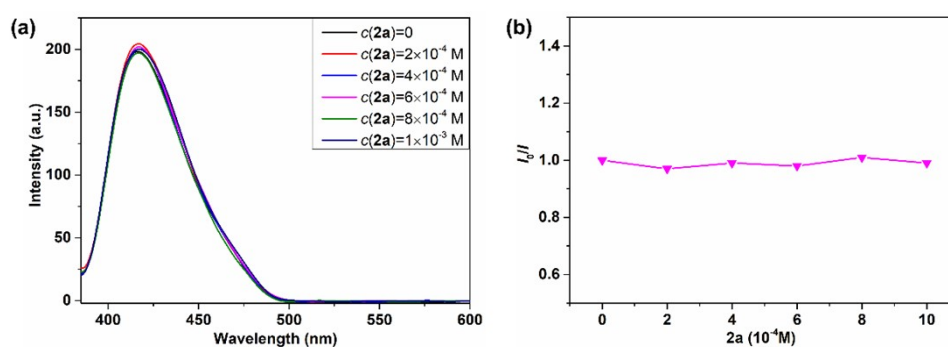 (a)
c(2a)=0
c(2a)=2×10⁻⁴ M
c(2a)=4×10⁻⁴ M
c(2a)=6×10⁻⁴ M
c(2a)=8×10⁻⁴ M
c(2a)=1×10⁻³ M
Intensity (a.u.)
200
150
100
50
0
400
450
500
550
600
Wavelength (nm)
(b)
I₀/I
1.4
1.2
1.0
0.8
0.6
0
2
4
6
8
10
2a (10⁻⁴M)